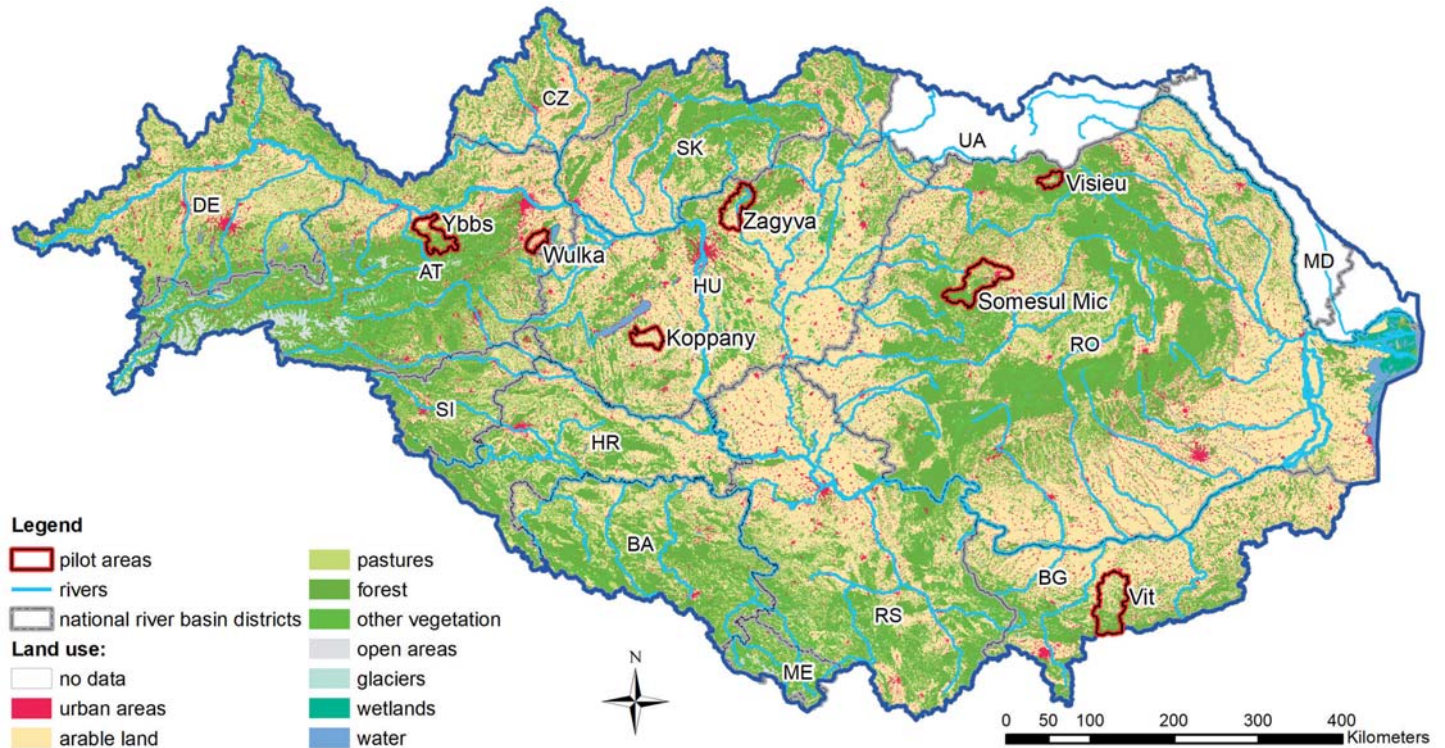 CZ
SK
UA
Visieu
DE
Ybbs
Zagyva
Wulka
MD
AT
HU
Somesul Mic
Koppany
RO
SI
HR
BA
BG
Vit
RS
ME
Legend
pilot areas
rivers
national river basin districts
Land use:
no data
urban areas
arable land
pastures
forest
other vegetation
open areas
glaciers
wetlands
water
N
0 50 100 200 300 400
Kilometers